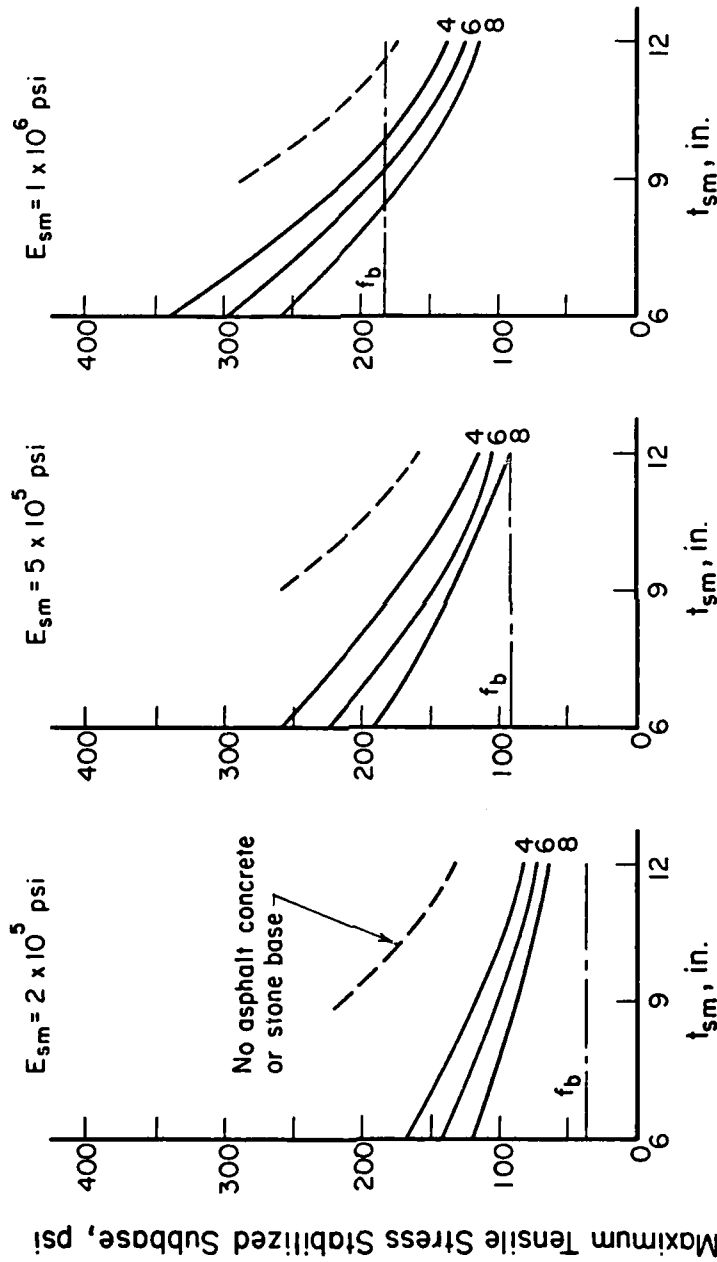 Maximum Tensile Stress Stabilized Subbase, psi
E_sm = 2 x 10^5 psi
400
300
200
100
0
No asphalt concrete
or stone base
f_b
4
6
8
6
9
12
t_sm, in.
E_sm = 5 x 10^5 psi
400
300
200
100
0
f_b
4
6
8
6
9
12
t_sm, in.
E_sm = 1 x 10^6 psi
400
300
200
100
0
f_b
4
6
8
6
9
12
t_sm, in.